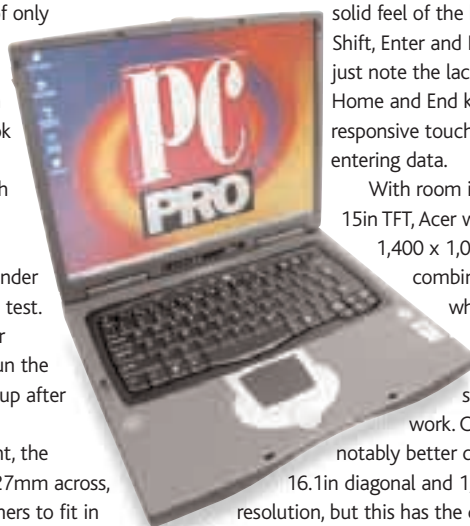 of only
ok
h
nder
test.
r
un the
up after
nt, the
27mm across,
ners to fit in
PC
PRO
solid feel of the
Shift, Enter and
just note the lac
Home and End k
responsive touch
entering data.
With room i
15in TFT, Acer w
1,400 x 1,0
combin
wh
s
work. C
notably better c
16.1in diagonal and 1,
resolution, but this has the